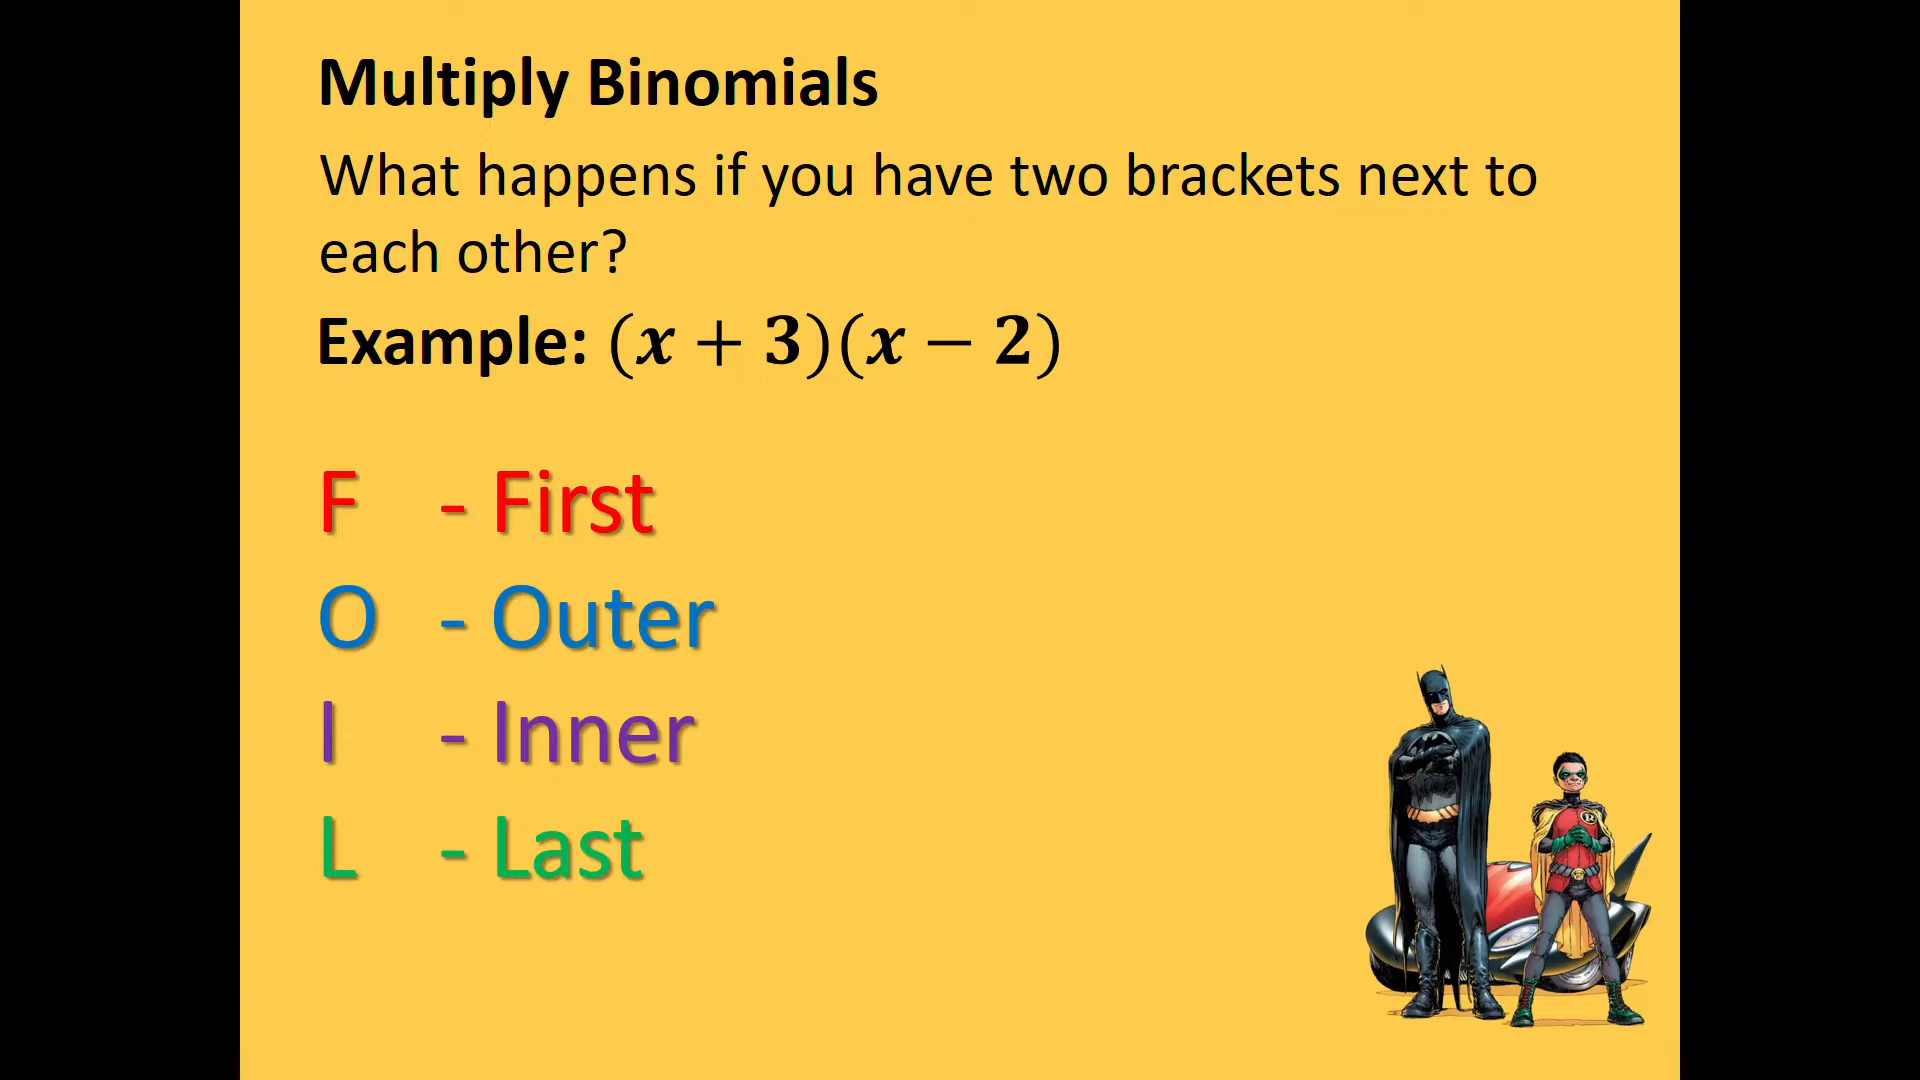 Multiply Binomials
What happens if you have two brackets next to
each other?
Example: (x + 3)(x − 2)
F - First
O - Outer
I - Inner
L - Last
R